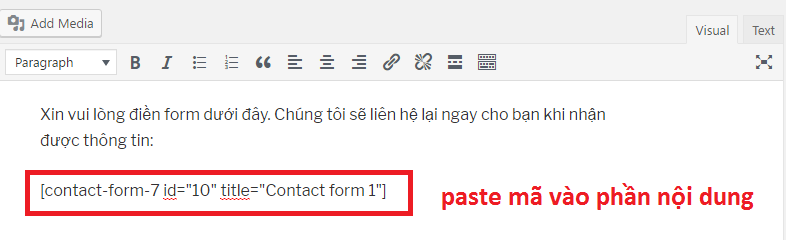 Add Media
Visual Text
Paragraph
Xin vui lòng điền form dưới đây. Chúng tôi sẽ liên hệ lại ngay cho bạn khi nhận
được thông tin:
[contact-form-7 id="10" title="Contact form 1"]
paste mã vào phần nội dung